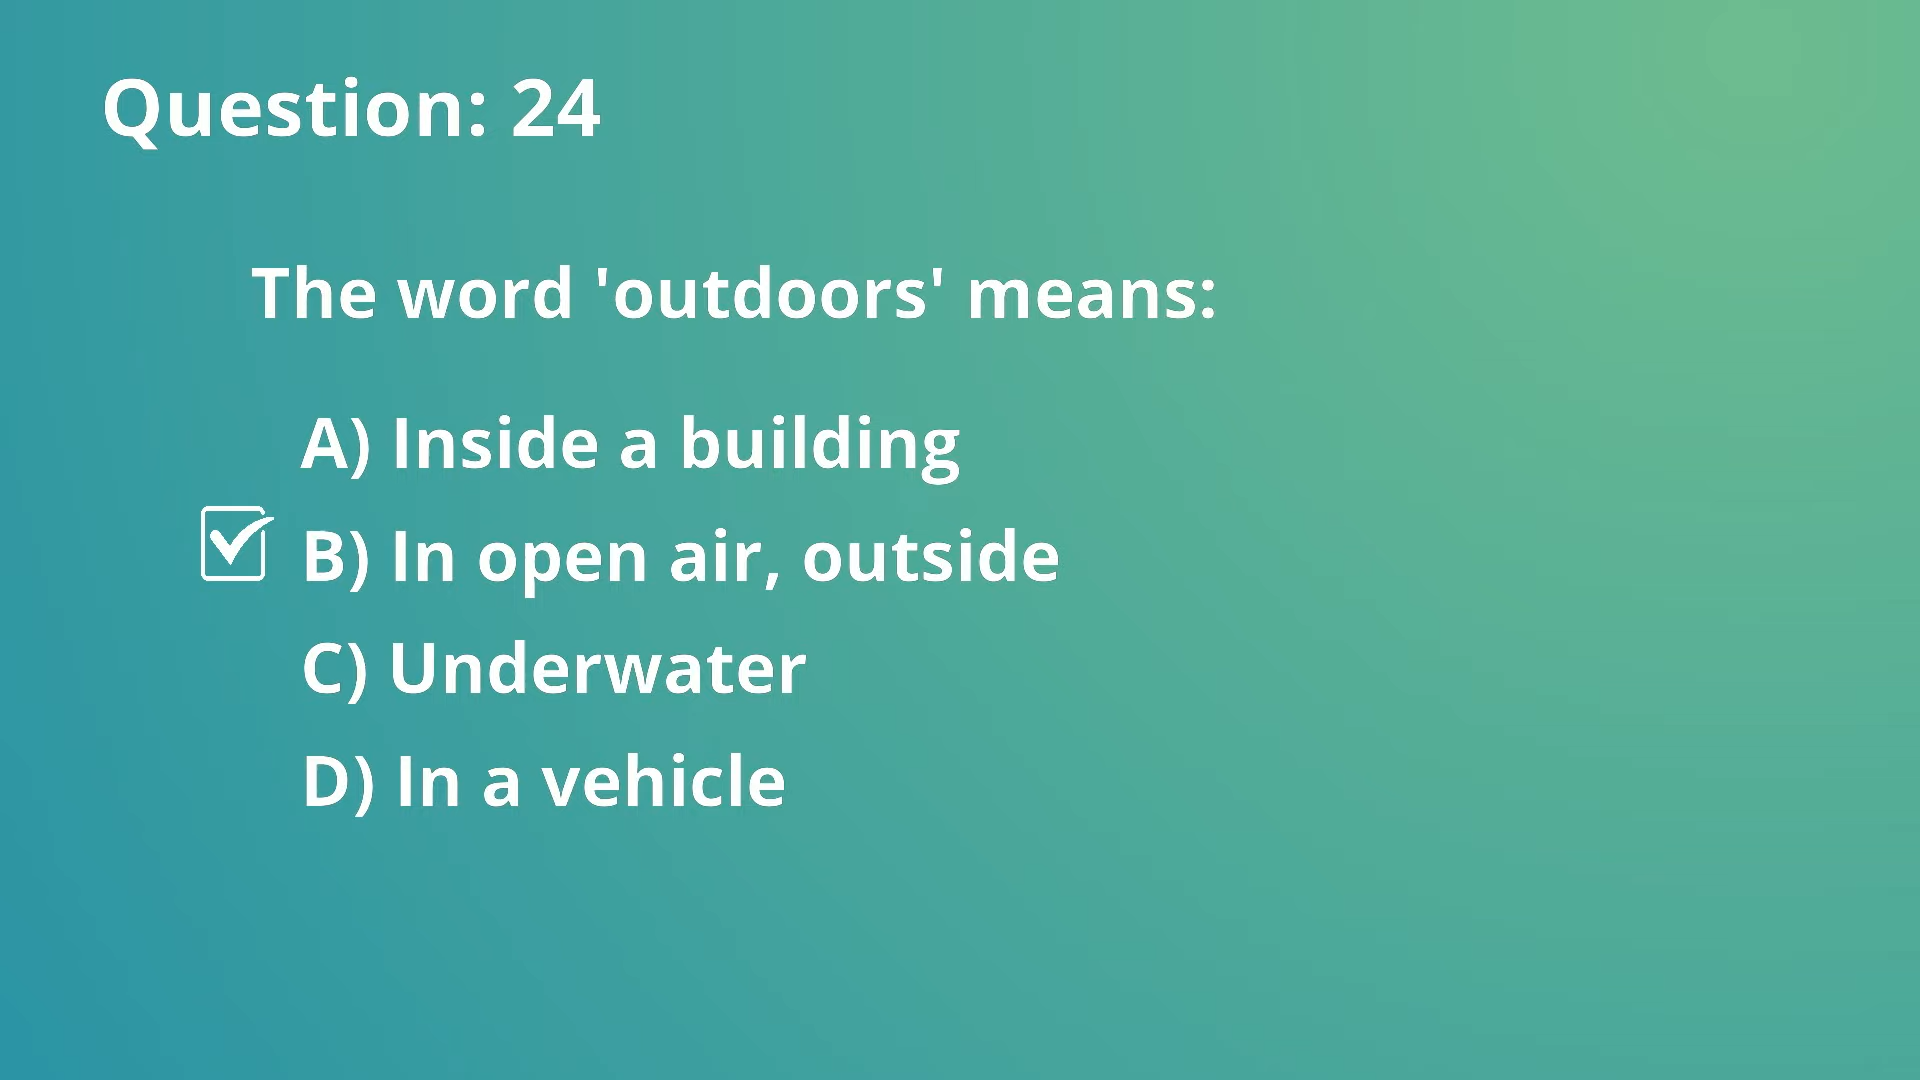 Question: 24
The word 'outdoors' means:
A) Inside a building
B) In open air, outside
C) Underwater
D) In a vehicle